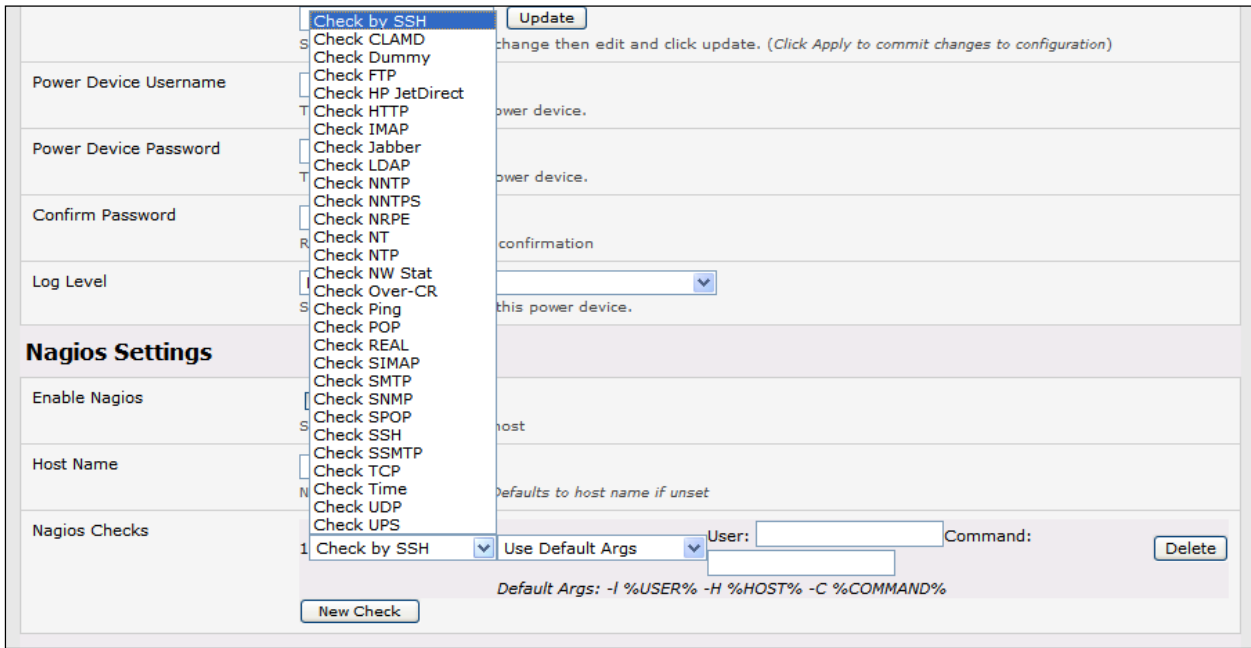 Update
S
change then edit and click update. (Click Apply to commit changes to configuration)
Power Device Username
T
ower device.
Power Device Password
T
ower device.
Confirm Password
R
confirmation
Log Level
S
this power device.
Nagios Settings
Enable Nagios
S
host
Host Name
N
Defaults to host name if unset
Check by SSH
Check CLAMD
Check Dummy
Check FTP
Check HP JetDirect
Check HTTP
Check IMAP
Check Jabber
Check LDAP
Check NNTP
Check NNTPS
Check NRPE
Check NT
Check NTP
Check NW Stat
Check Over-CR
Check Ping
Check POP
Check REAL
Check SIMAP
Check SMTP
Check SNMP
Check SPOP
Check SSH
Check SSMTP
Check TCP
Check Time
Check UDP
Check UPS
Nagios Checks
1 Check by SSH Use Default Args User: Command: Delete
Default Args: -l %USER% -H %HOST% -C %COMMAND%
New Check